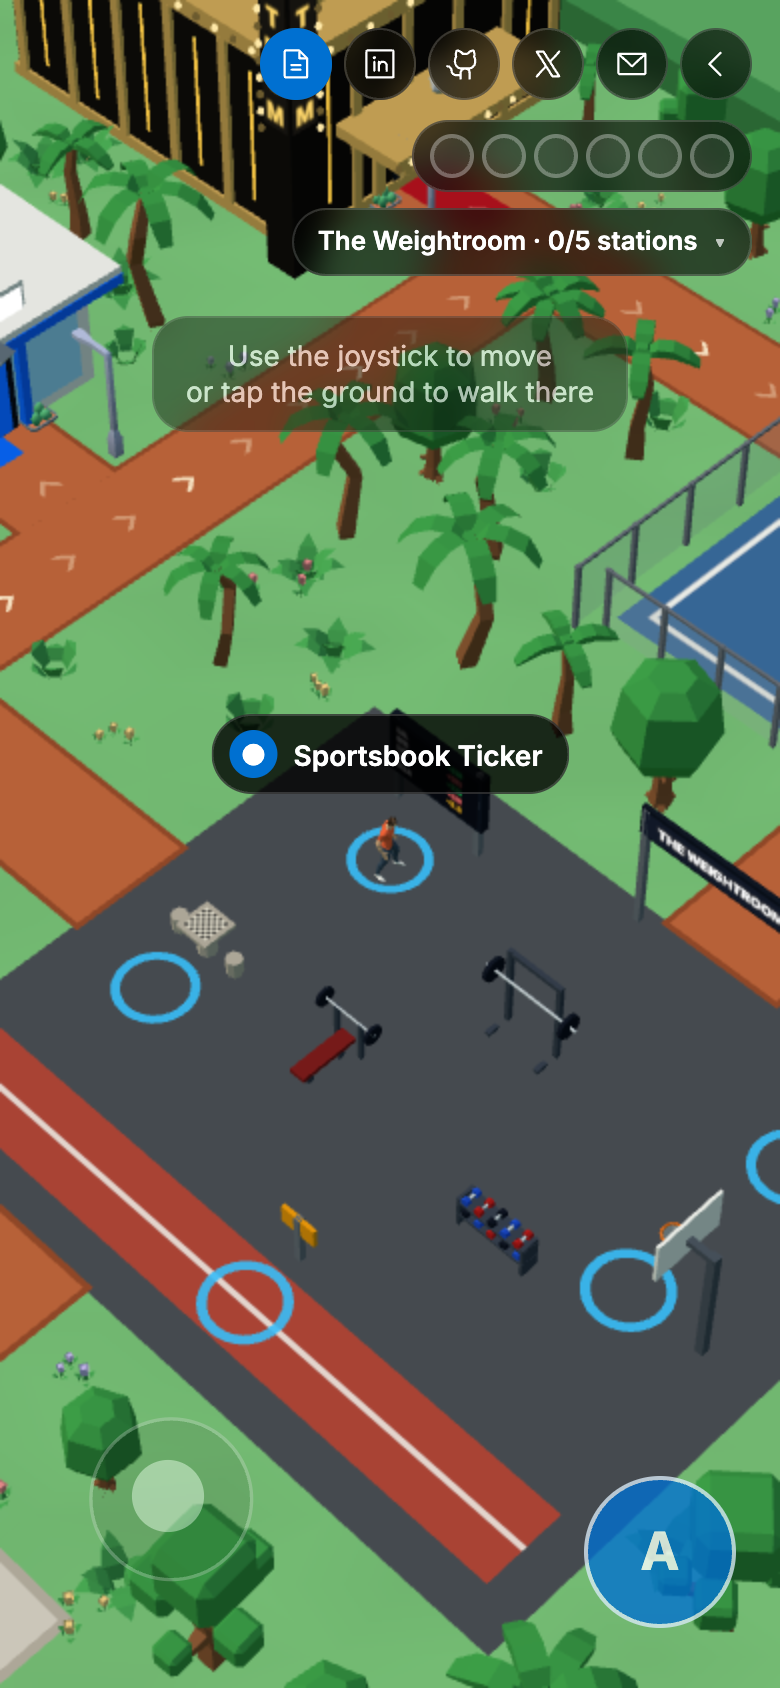 T T
M M
in
The Weightroom · 0/5 stations
Use the joystick to move
or tap the ground to walk there
Sportsbook Ticker
THE WEIGHTROOM
A